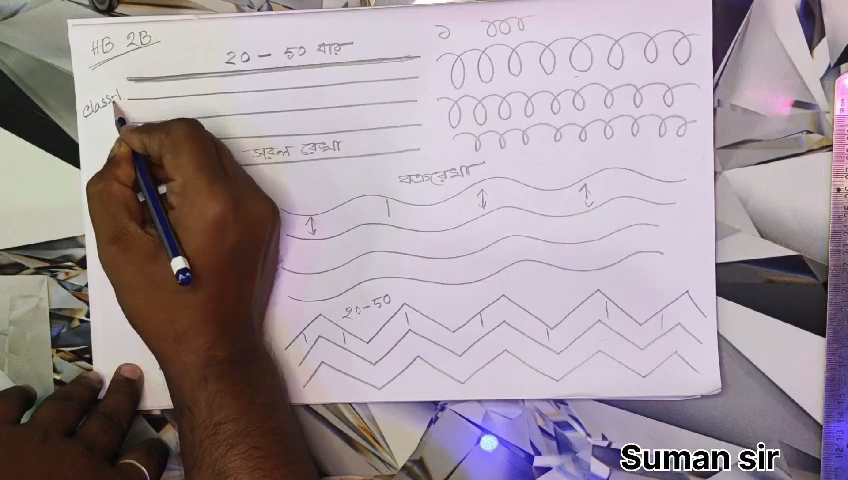 HB 2B
20 - 50 বার
class-1
সরল রেখা
বক্ররেখা
20-50
Suman sir